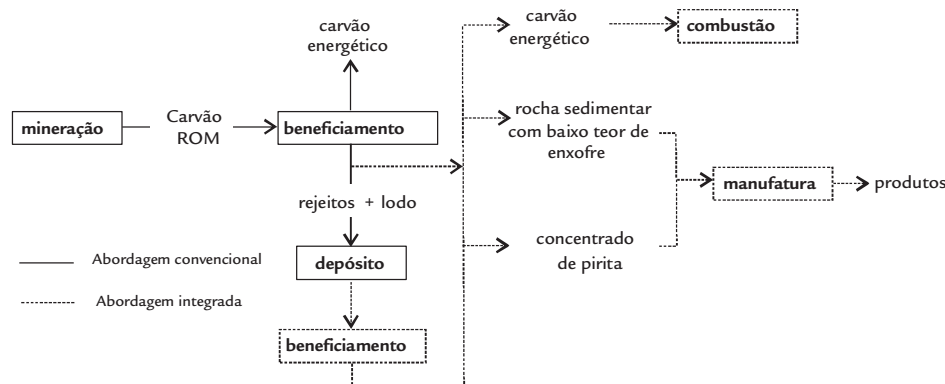 carvão
energético
carvão
energético
combustão
mineração
Carvão
ROM
beneficiamento
rocha sedimentar
com baixo teor de
enxofre
manufatura
produtos
rejeitos + lodo
concentrado
de pirita
Abordagem convencional
depósito
Abordagem integrada
beneficiamento